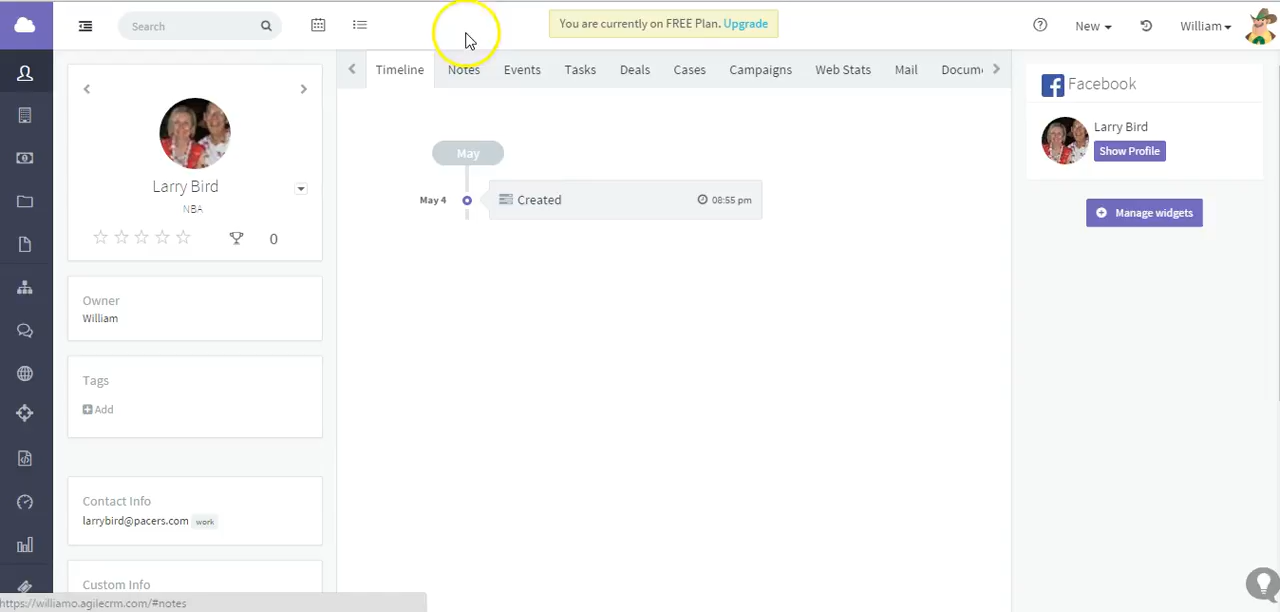 Search
You are currently on FREE Plan. Upgrade
New
William
Timeline
Notes
Events
Tasks
Deals
Cases
Campaigns
Web Stats
Mail
Docum
Larry Bird
NBA
0
Owner
William
Tags
Add
Contact Info
larrybird@pacers.com work
Custom Info
May
May 4
Created
08:55 pm
Facebook
Larry Bird
Show Profile
Manage widgets
https://williamo.agilecrm.com/#notes